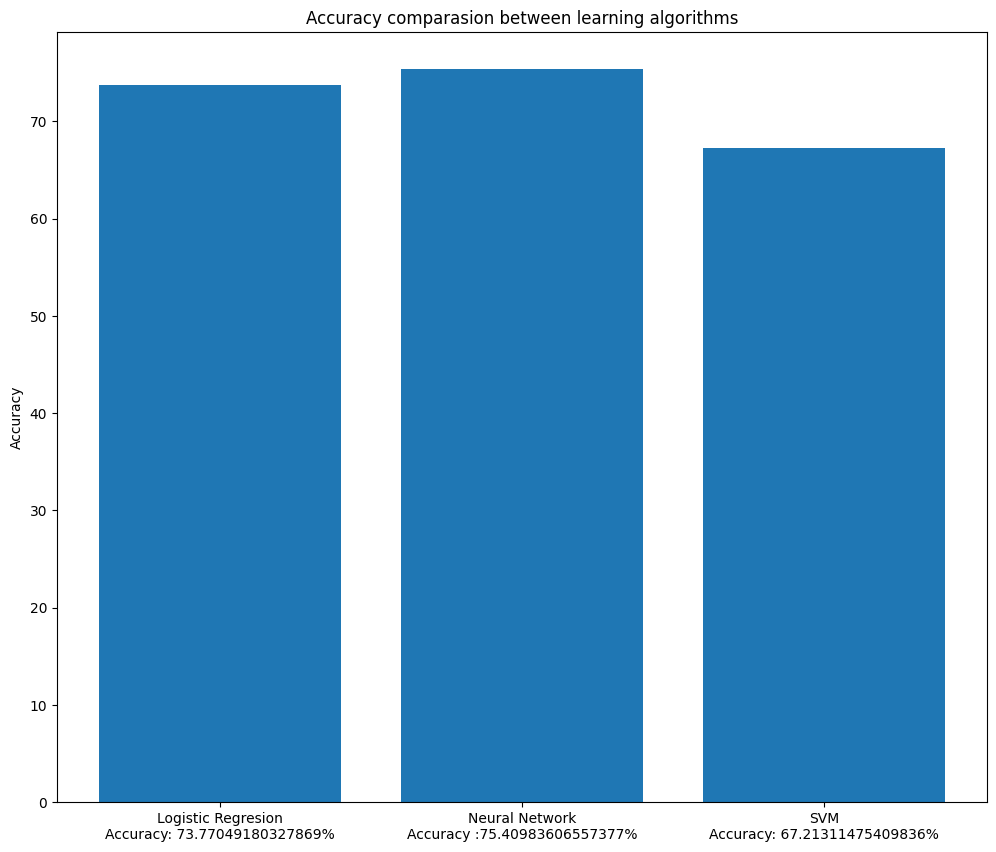 Accuracy comparasion between learning algorithms
Accuracy
70
60
50
40
30
20
10
0
Logistic Regresion
Accuracy: 73.77049180327869%
Neural Network
Accuracy :75.40983606557377%
SVM
Accuracy: 67.21311475409836%